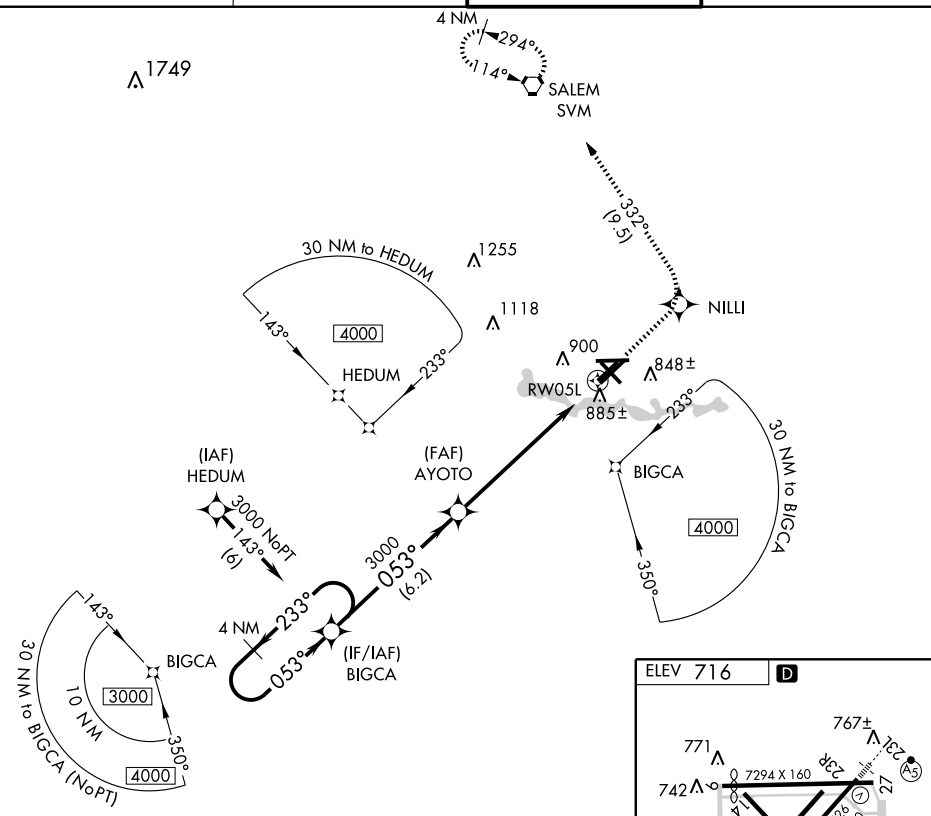 4 NM
294°
114°
1749
SALEM
SVM
332°
(9.5)
30 NM to HEDUM
1255
NILLI
143°
4000
1118
233°
HEDUM
900
848±
RW05L
885±
233°
(IAF)
HEDUM
(FAF)
AYOTO
BIGCA
30 NM to BIGCA
3000 NoPT
143°
(6)
4000
3000
053°
(6.2)
350°
143°
233°
4 NM
053°
(IF/IAF)
BIGCA
BIGCA
3000
10 NM
30 NM to BIGCA (NoPT)
350°
4000
ELEV 716
D
767±
771
23L
23R
A5
742
9
7294 X 160
27
V